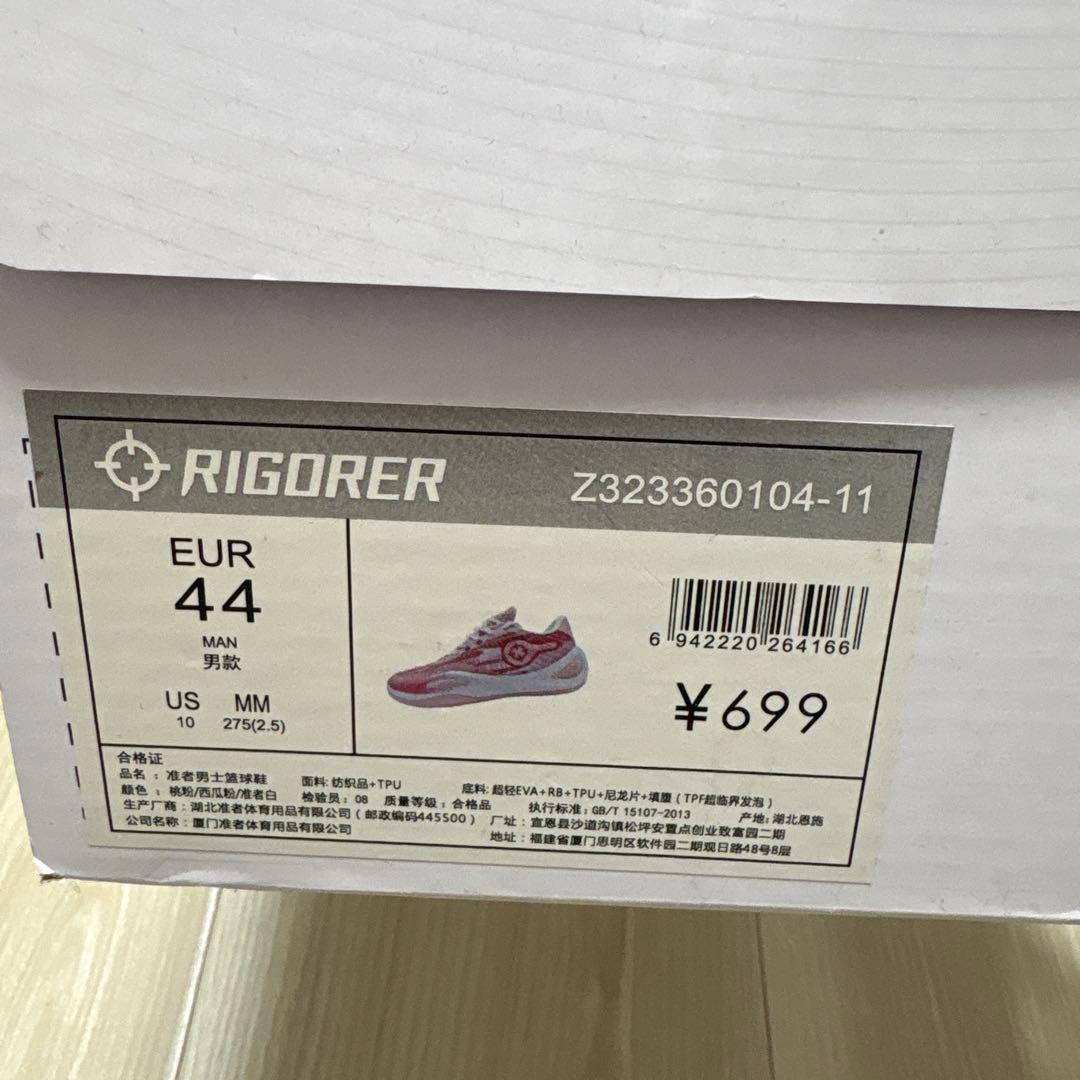 RIGORER
Z323360104-11
EUR
44
MAN
男款
US MM
10 275(2.5)
6 942220 264166
¥699
合格证
品名：准者男士篮球鞋 面料: 纺织品+TPU 底料: 超轻EVA+RB+TPU+尼龙片+填腹（TPF超临界发泡）
颜色：桃粉/西瓜粉/准者白 检验员：08 质量等级：合格品 执行标准: GB/T 15107-2013 产地: 湖北恩施
生产厂商：湖北准者体育用品有限公司（邮政编码445500） 厂址：宣恩县沙道沟镇松坪安置点创业致富园二期
公司名称：厦门准者体育用品有限公司 地址：福建省厦门思明区软件园二期观日路48号8层